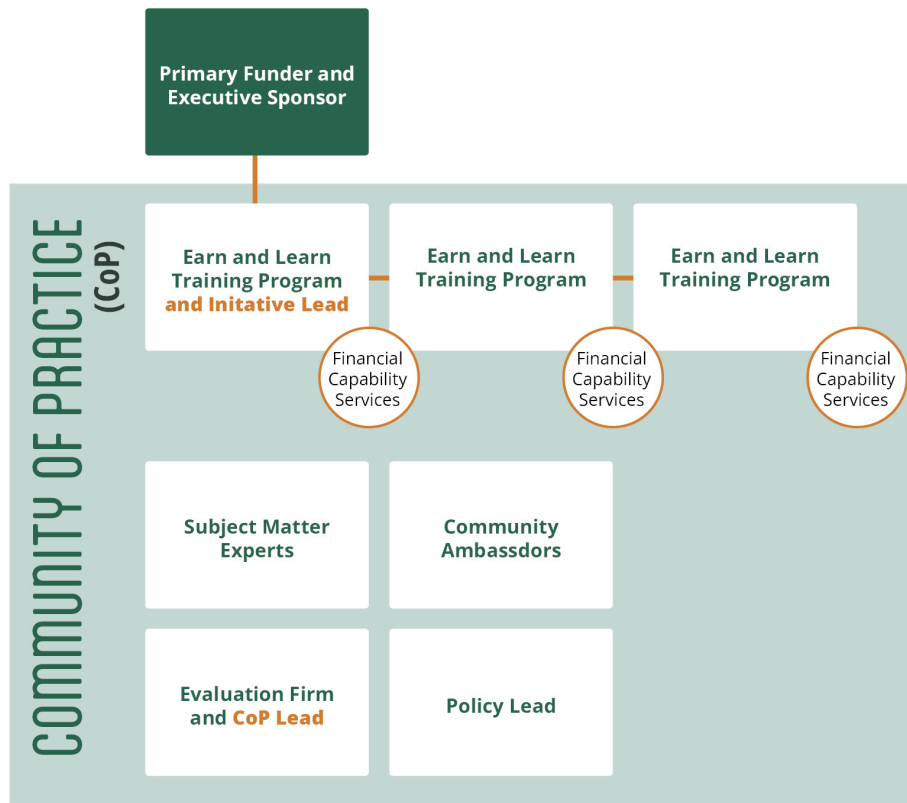 Primary Funder and
Executive Sponsor
COMMUNITY OF PRACTICE
(CoP)
Earn and Learn
Training Program
and Initative Lead
Earn and Learn
Training Program
Earn and Learn
Training Program
Financial
Capability
Services
Financial
Capability
Services
Financial
Capability
Services
Subject Matter
Experts
Community
Ambassdors
Evaluation Firm
and CoP Lead
Policy Lead